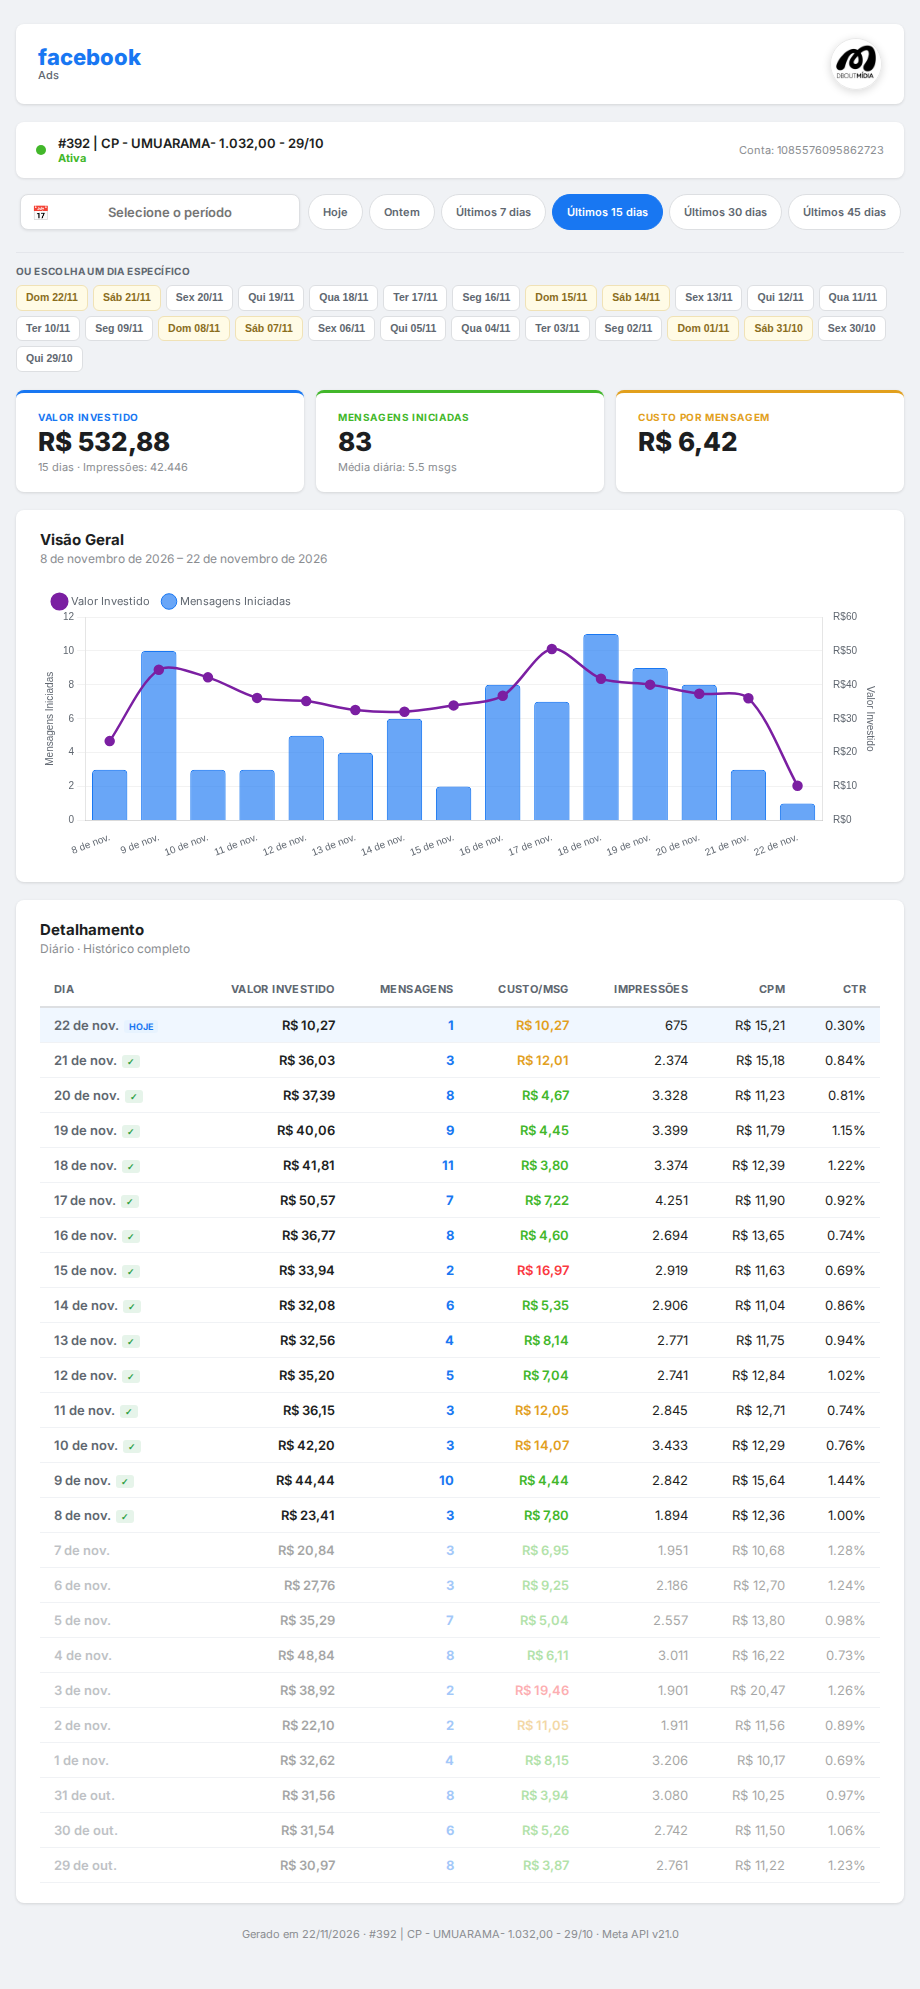 facebook
Ads
DBOUTMÍDIA
#392 | CP - UMUARAMA- 1.032,00 - 29/10
Ativa
Conta: 1085576095862723
Selecione o período
Hoje
Ontem
Últimos 7 dias
Últimos 15 dias
Últimos 30 dias
Últimos 45 dias
OU ESCOLHA UM DIA ESPECÍFICO
Dom 22/11 Sáb 21/11 Sex 20/11 Qui 19/11 Qua 18/11 Ter 17/11 Seg 16/11 Dom 15/11 Sáb 14/11 Sex 13/11 Qui 12/11 Qua 11/11
Ter 10/11 Seg 09/11 Dom 08/11 Sáb 07/11 Sex 06/11 Qui 05/11 Qua 04/11 Ter 03/11 Seg 02/11 Dom 01/11 Sáb 31/10 Sex 30/10
Qui 29/10
VALOR INVESTIDO
R$ 532,88
15 dias · Impressões: 42.446
MENSAGENS INICIADAS
83
Média diária: 5.5 msgs
CUSTO POR MENSAGEM
R$ 6,42
Visão Geral
8 de novembro de 2026 – 22 de novembro de 2026
Valor Investido Mensagens Iniciadas
12 R$60
10 R$50
8 R$40
6 R$30
4 R$20
2 R$10
0 R$0
Mensagens Iniciadas
Valor Investido
8 de nov. 9 de nov. 10 de nov. 11 de nov. 12 de nov. 13 de nov. 14 de nov. 15 de nov. 16 de nov. 17 de nov. 18 de nov. 19 de nov. 20 de nov. 21 de nov. 22 de nov.
Detalhamento
Diário · Histórico completo
DIA VALOR INVESTIDO MENSAGENS CUSTO/MSG IMPRESSÕES CPM CTR
22 de nov. HOJE R$ 10,27 1 R$ 10,27 675 R$ 15,21 0.30%
21 de nov. ✓ R$ 36,03 3 R$ 12,01 2.374 R$ 15,18 0.84%
20 de nov. ✓ R$ 37,39 8 R$ 4,67 3.328 R$ 11,23 0.81%
19 de nov. ✓ R$ 40,06 9 R$ 4,45 3.399 R$ 11,79 1.15%
18 de nov. ✓ R$ 41,81 11 R$ 3,80 3.374 R$ 12,39 1.22%
17 de nov. ✓ R$ 50,57 7 R$ 7,22 4.251 R$ 11,90 0.92%
16 de nov. ✓ R$ 36,77 8 R$ 4,60 2.694 R$ 13,65 0.74%
15 de nov. ✓ R$ 33,94 2 R$ 16,97 2.919 R$ 11,63 0.69%
14 de nov. ✓ R$ 32,08 6 R$ 5,35 2.906 R$ 11,04 0.86%
13 de nov. ✓ R$ 32,56 4 R$ 8,14 2.771 R$ 11,75 0.94%
12 de nov. ✓ R$ 35,20 5 R$ 7,04 2.741 R$ 12,84 1.02%
11 de nov. ✓ R$ 36,15 3 R$ 12,05 2.845 R$ 12,71 0.74%
10 de nov. ✓ R$ 42,20 3 R$ 14,07 3.433 R$ 12,29 0.76%
9 de nov. ✓ R$ 44,44 10 R$ 4,44 2.842 R$ 15,64 1.44%
8 de nov. ✓ R$ 23,41 3 R$ 7,80 1.894 R$ 12,36 1.00%
7 de nov. R$ 20,84 3 R$ 6,95 1.951 R$ 10,68 1.28%
6 de nov. R$ 27,76 3 R$ 9,25 2.186 R$ 12,70 1.24%
5 de nov. R$ 35,29 7 R$ 5,04 2.557 R$ 13,80 0.98%
4 de nov. R$ 48,84 8 R$ 6,11 3.011 R$ 16,22 0.73%
3 de nov. R$ 38,92 2 R$ 19,46 1.901 R$ 20,47 1.26%
2 de nov. R$ 22,10 2 R$ 11,05 1.911 R$ 11,56 0.89%
1 de nov. R$ 32,62 4 R$ 8,15 3.206 R$ 10,17 0.69%
31 de out. R$ 31,56 8 R$ 3,94 3.080 R$ 10,25 0.97%
30 de out. R$ 31,54 6 R$ 5,26 2.742 R$ 11,50 1.06%
29 de out. R$ 30,97 8 R$ 3,87 2.761 R$ 11,22 1.23%
Gerado em 22/11/2026 · #392 | CP - UMUARAMA- 1.032,00 - 29/10 · Meta API v21.0